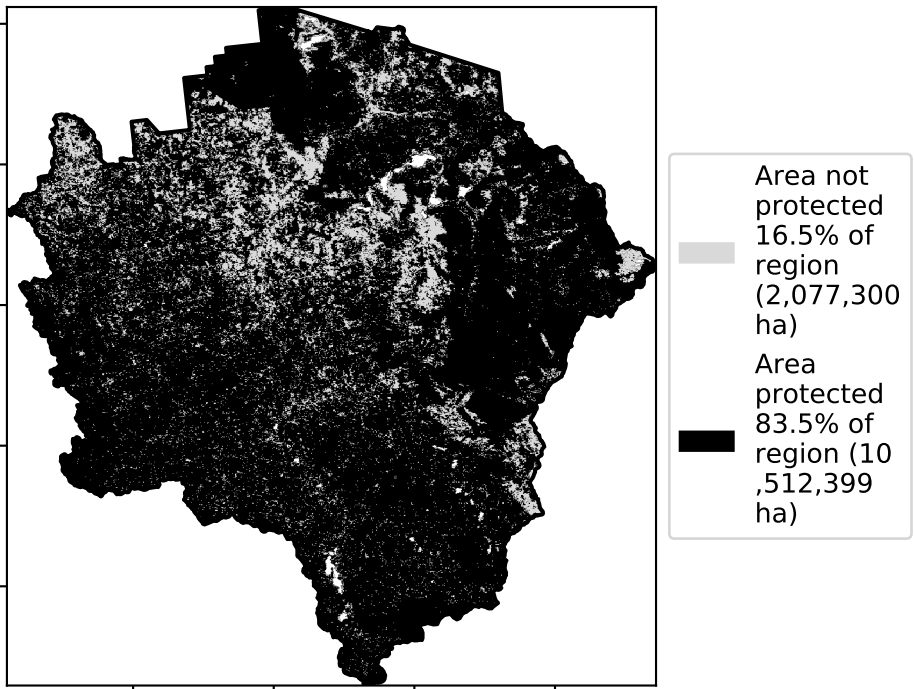 Area not
protected
16.5% of
region
(2,077,300
ha)
Area
protected
83.5% of
region (10
,512,399
ha)